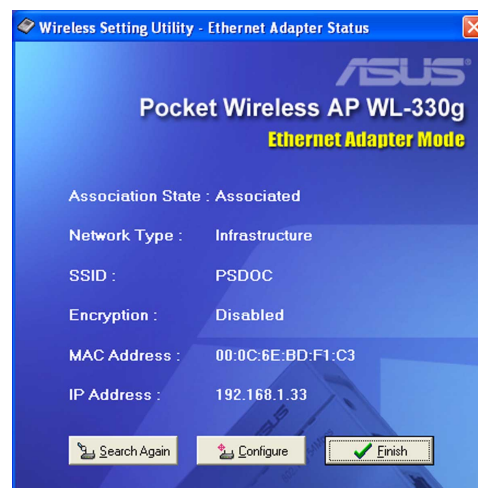 Wireless Setting Utility - Ethernet Adapter Status
ASUS
Pocket Wireless AP WL-330g
Ethernet Adapter Mode
Association State : Associated
Network Type : Infrastructure
SSID : PSDOC
Encryption : Disabled
MAC Address : 00:0C:6E:BD:F1:C3
IP Address : 192.168.1.33
ASUS
Search Again Configure Finish